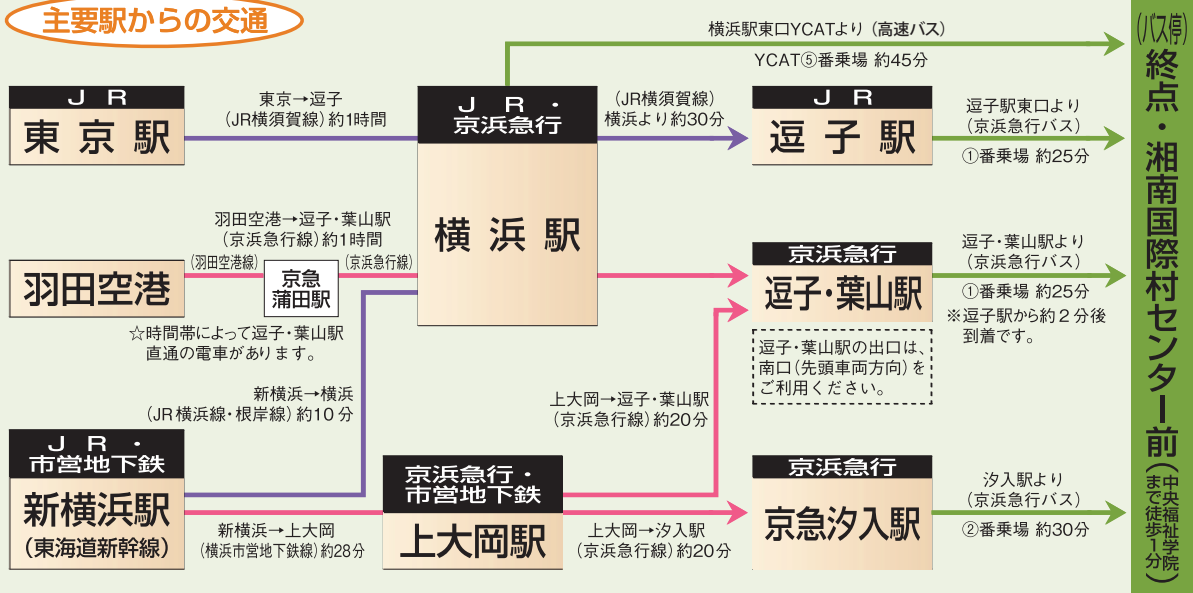 主要駅からの交通
横浜駅東口YCATより（高速バス）
YCAT⑤番乗場 約45分
JR
東京駅
東京→逗子
（JR横須賀線）約1時間
JR・
京浜急行
横浜駅
（JR横須賀線）
横浜より約30分
JR
逗子駅
逗子駅東口より
（京浜急行バス）
①番乗場 約25分
羽田空港
羽田空港→逗子・葉山駅
（京浜急行線）約1時間
（羽田空港線）
京急
蒲田駅
（京浜急行線）
☆時間帯によって逗子・葉山駅
直通の電車があります。
京浜急行
逗子・葉山駅
逗子・葉山駅より
（京浜急行バス）
①番乗場 約25分
※逗子駅から約２分後
到着です。
逗子・葉山駅の出口は、
南口（先頭車両方向）を
ご利用ください。
新横浜→横浜
（JR横浜線・根岸線）約10分
上大岡→逗子・葉山駅
（京浜急行線）約20分
JR・
市営地下鉄
新横浜駅
（東海道新幹線）
新横浜→上大岡
（横浜市営地下鉄線）約28分
京浜急行・
市営地下鉄
上大岡駅
上大岡→汐入駅
（京浜急行線）約20分
京浜急行
京急汐入駅
汐入駅より
（京浜急行バス）
②番乗場 約30分
（バス停）
終点・湘南国際村センター前
（中央福祉学院
まで徒歩1分）